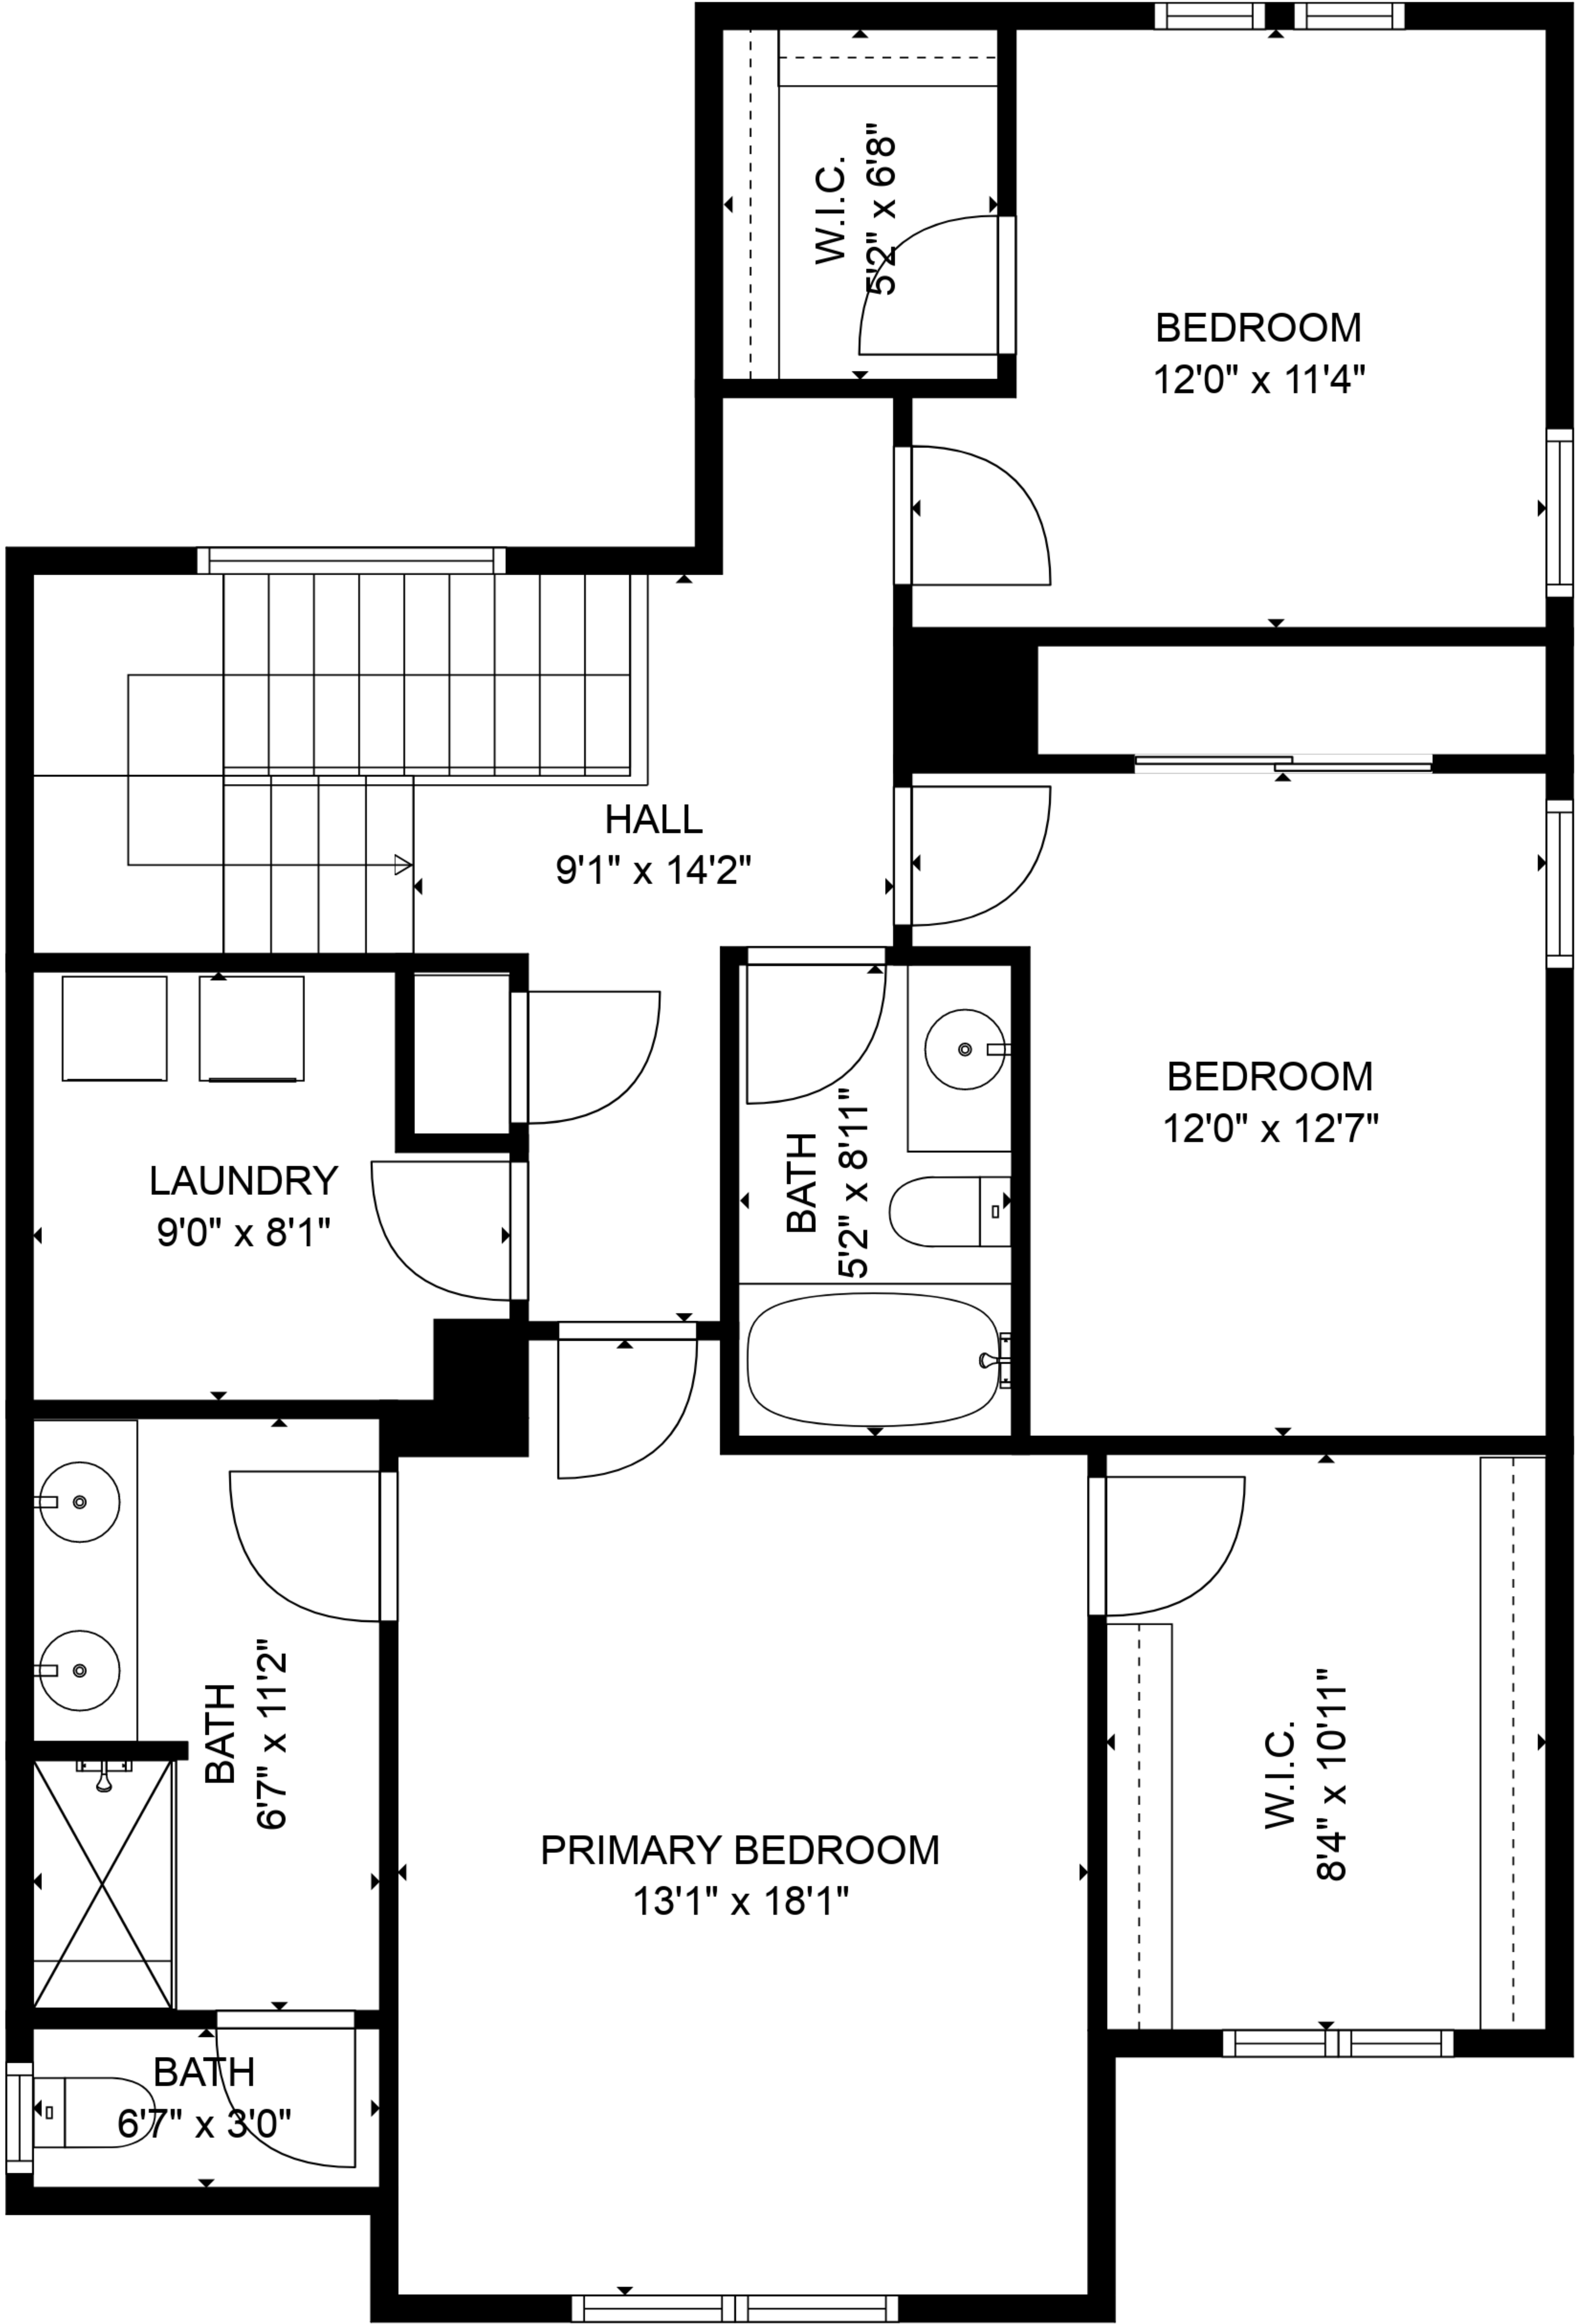 W.I.C.
5'2" x 6'8"
BEDROOM
12'0" x 11'4"
HALL
9'1" x 14'2"
BEDROOM
12'0" x 12'7"
BATH
5'2" x 8'11"
LAUNDRY
9'0" x 8'1"
BATH
6'7" x 11'2"
PRIMARY BEDROOM
13'1" x 18'1"
W.I.C.
8'4" x 10'11"
BATH
6'7" x 3'0"